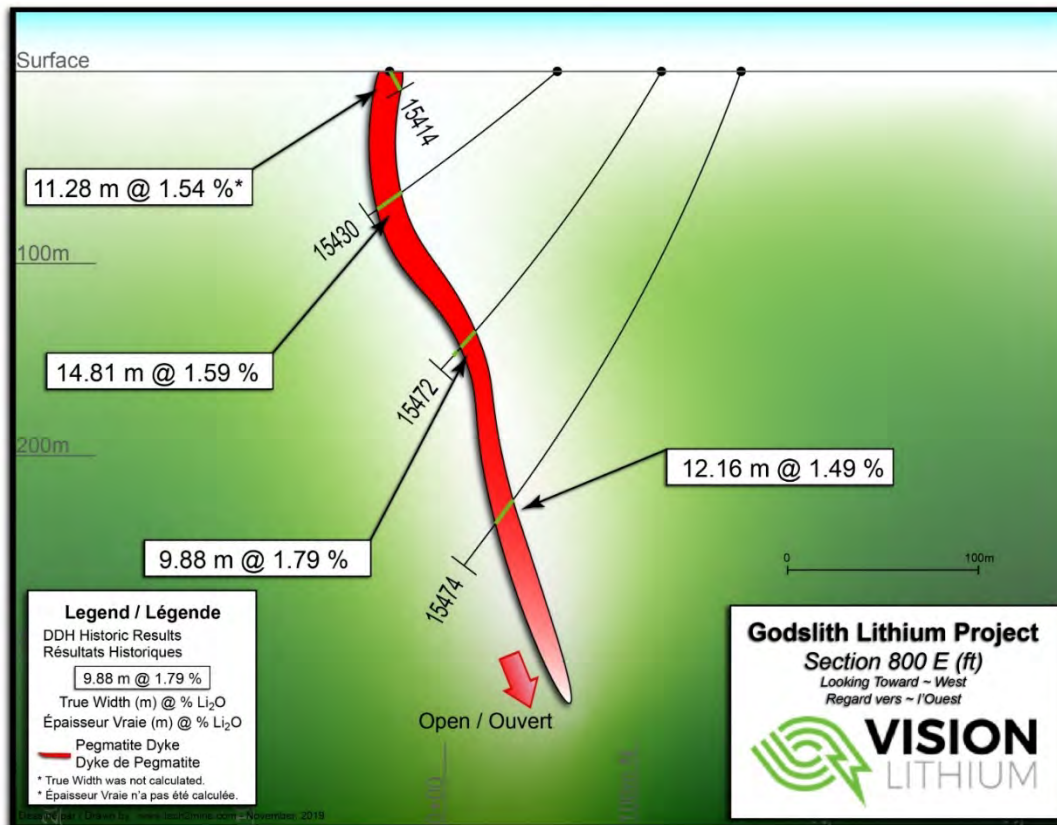 Surface
15414
11.28 m @ 1.54 %*
15430
100m
14.81 m @ 1.59 %
15472
200m
12.16 m @ 1.49 %
9.88 m @ 1.79 %
15474
0 100m
Legend / Légende
DDH Historic Results
Résultats Historiques
9.88 m @ 1.79 %
True Width (m) @ % Li₂O
Épaisseur Vraie (m) @ % Li₂O
Pegmatite Dyke
Dyke de Pegmatite
* True Width was not calculated.
* Épaisseur Vraie n'a pas été calculée.
Open / Ouvert
Godslith Lithium Project
Section 800 E (ft)
Looking Toward ~ West
Regard vers ~ l'Ouest
VISION
LITHIUM
November, 2019